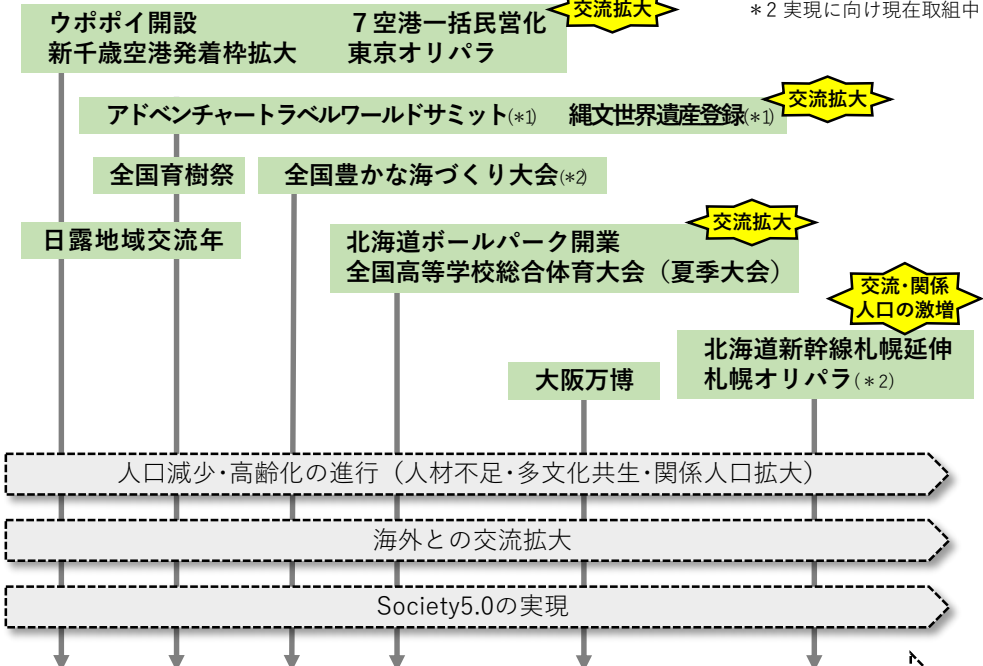 交流拡大
＊2 実現に向け現在取組中
ウポポイ開設 7空港一括民営化
新千歳空港発着枠拡大 東京オリパラ
交流拡大
アドベンチャートラベルワールドサミット(*1) 縄文世界遺産登録(*1)
全国育樹祭 全国豊かな海づくり大会(*2)
交流拡大
日露地域交流年
北海道ボールパーク開業
全国高等学校総合体育大会（夏季大会）
交流・関係
人口の激増
北海道新幹線札幌延伸
札幌オリパラ(＊2)
大阪万博
人口減少・高齢化の進行（人材不足・多文化共生・関係人口拡大）
海外との交流拡大
Society5.0の実現